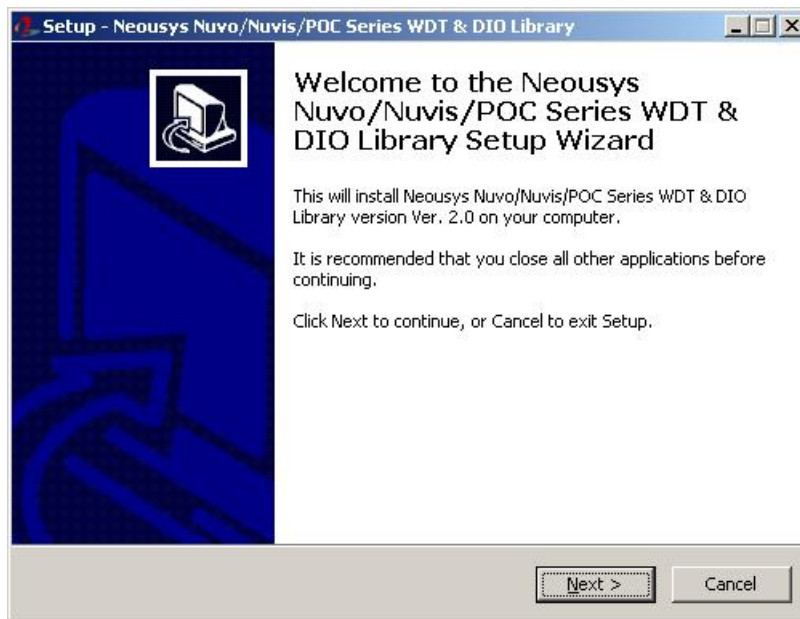 Setup - Neousys Nuvo/Nuvis/POC Series WDT & DIO Library
Welcome to the Neousys
Nuvo/Nuvis/POC Series WDT &
DIO Library Setup Wizard
This will install Neousys Nuvo/Nuvis/POC Series WDT & DIO
Library version Ver. 2.0 on your computer.
It is recommended that you close all other applications before
continuing.
Click Next to continue, or Cancel to exit Setup.
Next >
Cancel